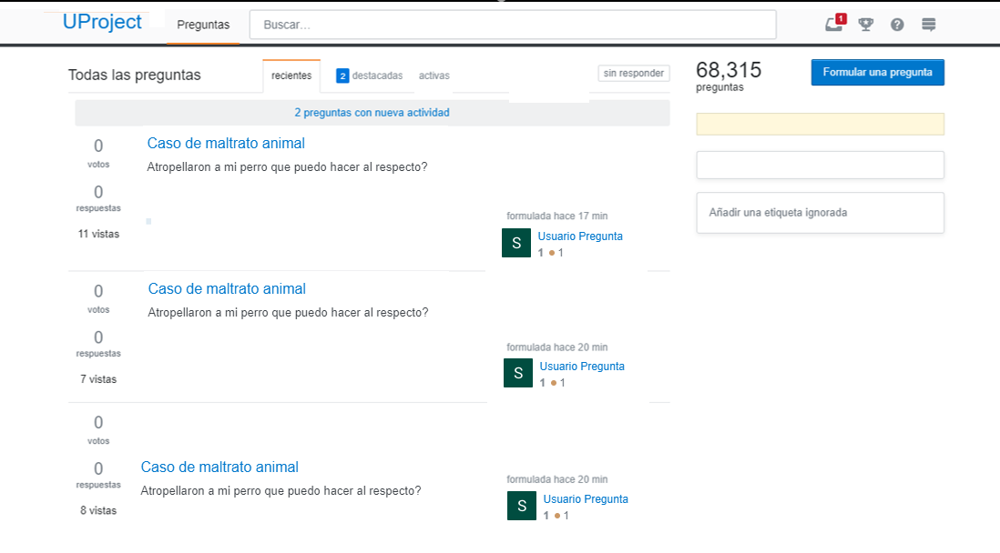 UProject
Preguntas
Buscar...
1
Todas las preguntas
recientes
2 destacadas
activas
sin responder
68,315
preguntas
Formular una pregunta
2 preguntas con nueva actividad
0
votos
0
respuestas
11 vistas
Caso de maltrato animal
Atropellaron a mi perro que puedo hacer al respecto?
formulada hace 17 min
S
Usuario Pregunta
1 1
Añadir una etiqueta ignorada
0
votos
0
respuestas
7 vistas
Caso de maltrato animal
Atropellaron a mi perro que puedo hacer al respecto?
formulada hace 20 min
S
Usuario Pregunta
1 1
0
votos
0
respuestas
8 vistas
Caso de maltrato animal
Atropellaron a mi perro que puedo hacer al respecto?
formulada hace 20 min
S
Usuario Pregunta
1 1